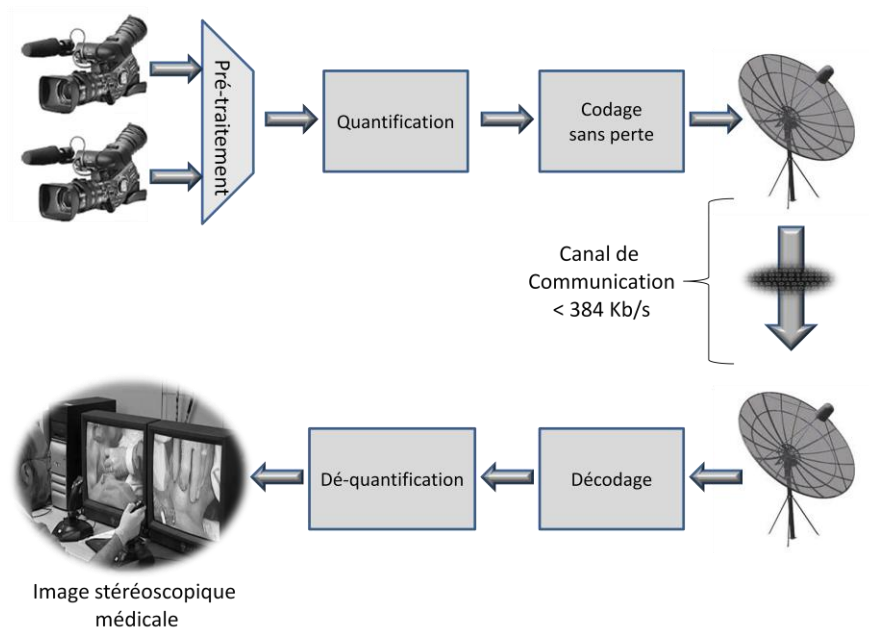 Pré-traitement
Quantification
Codage
sans perte
Canal de
Communication
< 384 Kb/s
Décodage
Dé-quantification
Image stéréoscopique
médicale